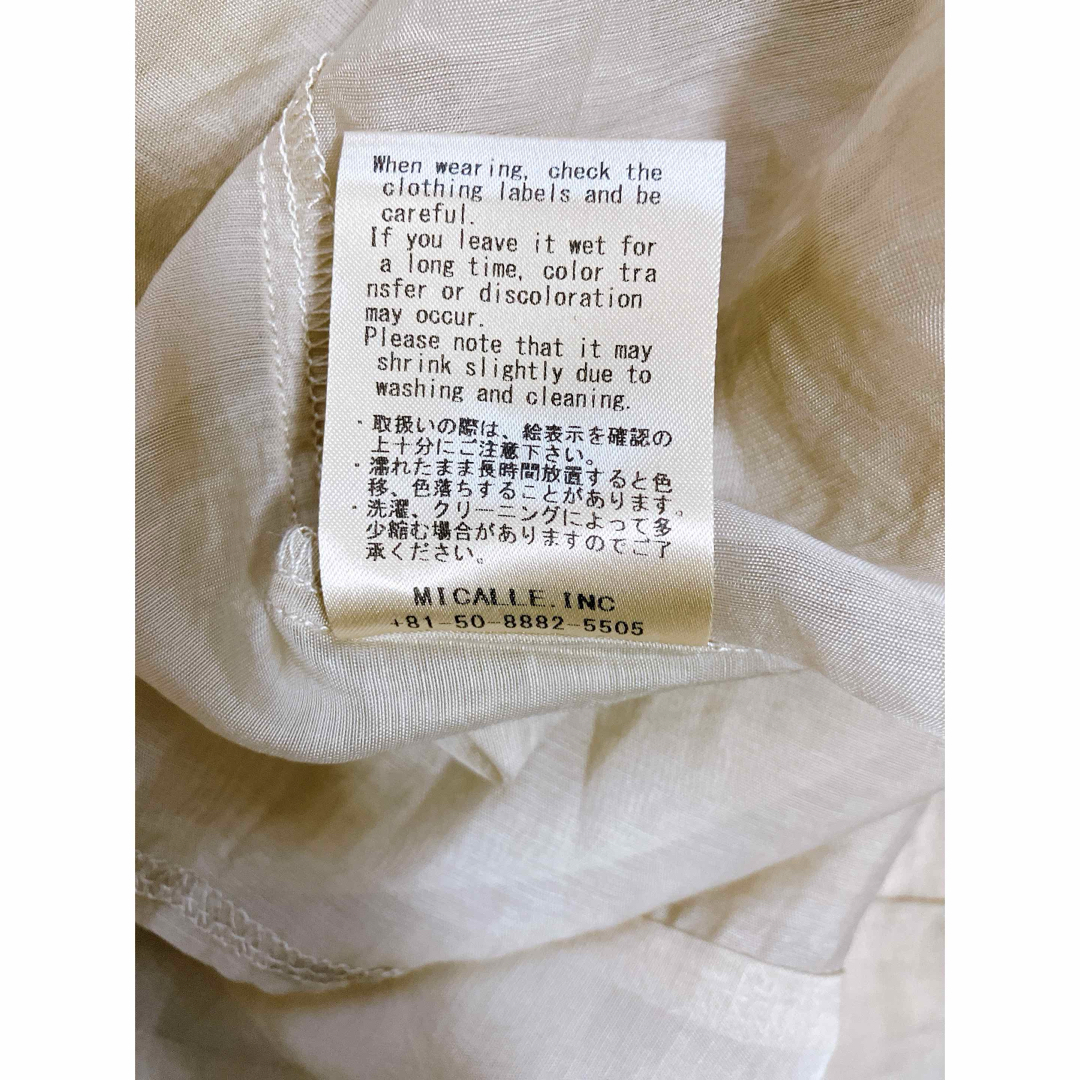 When wearing, check the
clothing labels and be
careful.
If you leave it wet for
a long time, color tra
nsfer or discoloration
may occur.
Please note that it may
shrink slightly due to
washing and cleaning.
・取扱いの際は、絵表示を確認の
上十分にご注意下さい。
・濡れたまま長時間放置すると色
移、色落ちすることがあります。
・洗濯、クリーニングによって多
少縮む場合がありますのでご了
承ください。
MICALLE.INC
+81-50-8882-5505